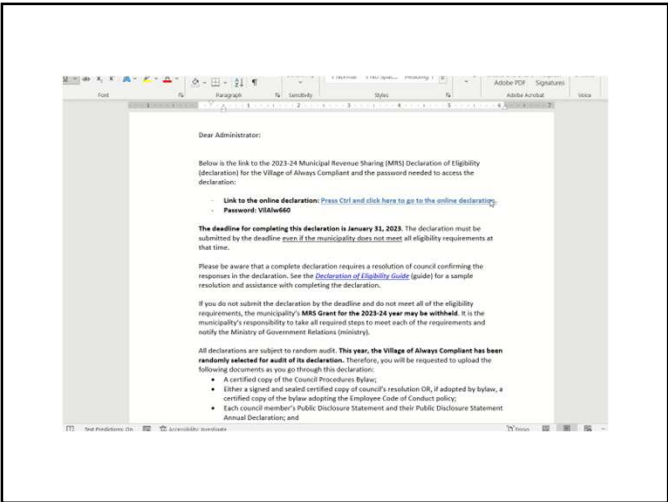 Adobe PDF Signatures
Font Paragraph Sensitivity Styles Adobe Acrobat Voice
Dear Administrator:
Below is the link to the 2023-24 Municipal Revenue Sharing (MRS) Declaration of Eligibility
(declaration) for the Village of Always Compliant and the password needed to access the
declaration:
- Link to the online declaration: Press Ctrl and click here to go to the online declaration.
- Password: VilAlw660
The deadline for completing this declaration is January 31, 2023. The declaration must be
submitted by the deadline even if the municipality does not meet all eligibility requirements at
that time.
Please be aware that a complete declaration requires a resolution of council confirming the
responses in the declaration. See the Declaration of Eligibility Guide (guide) for a sample
resolution and assistance with completing the declaration.
If you do not submit the declaration by the deadline and do not meet all of the eligibility
requirements, the municipality's MRS Grant for the 2023-24 year may be withheld. It is the
municipality's responsibility to take all required steps to meet each of the requirements and
notify the Ministry of Government Relations (ministry).
All declarations are subject to random audit. This year, the Village of Always Compliant has been
randomly selected for audit of its declaration. Therefore, you will be requested to upload the
following documents as you go through this declaration:
• A certified copy of the Council Procedures Bylaw;
• Either a signed and sealed certified copy of council's resolution OR, if adopted by bylaw, a
certified copy of the bylaw adopting the Employee Code of Conduct policy;
• Each council member's Public Disclosure Statement and their Public Disclosure Statement
Annual Declaration; and
Text Predictions: On Accessibility: Investigate Focus